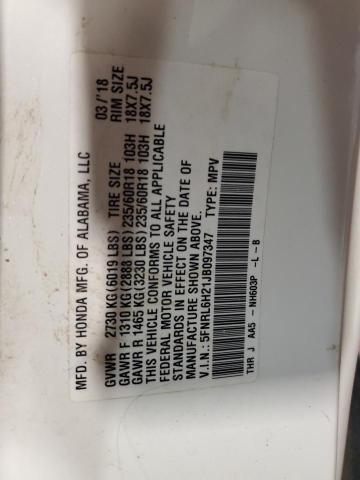 MFD. BY HONDA MFG. OF ALABAMA, LLC 03/'18
GVWR 2730 KG (6019 LBS) TIRE SIZE RIM SIZE
GAWR F 1310 KG (2888 LBS) 235/60R18 103H 18X7.5J
GAWR R 1465 KG (3230 LBS) 235/60R18 103H 18X7.5J
THIS VEHICLE CONFORMS TO ALL APPLICABLE
FEDERAL MOTOR VEHICLE SAFETY
STANDARDS IN EFFECT ON THE DATE OF
MANUFACTURE SHOWN ABOVE.
V.I.N.: 5FNRL6H21JB097347 TYPE: MPV
THR J AA5 - NH603P -L-B